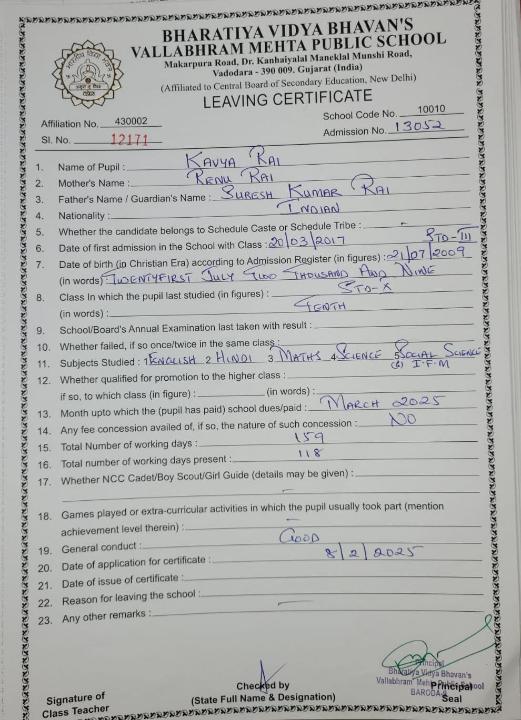 BHARATIYA VIDYA BHAVAN'S
VALLABHRAM MEHTA PUBLIC SCHOOL
Makarpura Road, Dr. Kanhaiyalal Maneklal Munshi Road,
Vadodara - 390 009. Gujarat (India)
(Affiliated to Central Board of Secondary Education, New Delhi)
LEAVING CERTIFICATE
Affiliation No. 430002 School Code No. 10010
Sl. No. 12171 Admission No. 13052
1. Name of Pupil : KAVYA RAI
2. Mother's Name : RENU RAI
3. Father's Name / Guardian's Name : SURESH KUMAR RAI
4. Nationality : INDIAN
5. Whether the candidate belongs to Schedule Caste or Schedule Tribe : -
6. Date of first admission in the School with Class : 20/03/2017 STD-III
7. Date of birth (in Christian Era) according to Admission Register (in figures) : 21/07/2009
(in words) : TWENTYFIRST JULY TWO THOUSAND AND NINE
8. Class In which the pupil last studied (in figures) : STD-X
(in words) : TENTH
9. School/Board's Annual Examination last taken with result :
10. Whether failed, if so once/twice in the same class :
11. Subjects Studied : 1 ENGLISH 2 HINDI 3 MATHS 4 SCIENCE 5 SOCIAL SCIENCE
(6) I.F.M
12. Whether qualified for promotion to the higher class :
if so, to which class (in figure) : (in words) :
13. Month upto which the (pupil has paid) school dues/paid : MARCH 2025
14. Any fee concession availed of, if so, the nature of such concession : NO
15. Total Number of working days : 159
16. Total number of working days present : 118
17. Whether NCC Cadet/Boy Scout/Girl Guide (details may be given) :
-
18. Games played or extra-curricular activities in which the pupil usually took part (mention
achievement level therein) : -
19. General conduct : GOOD
20. Date of application for certificate : 8/2/2025
21. Date of issue of certificate :
22. Reason for leaving the school :
23. Any other remarks : -
Principal
Bharatiya Vidya Bhavan's
Vallabhram Mehta Public School
BARODA
Signature of
Class Teacher
Checked by
(State Full Name & Designation)
Principal
Seal